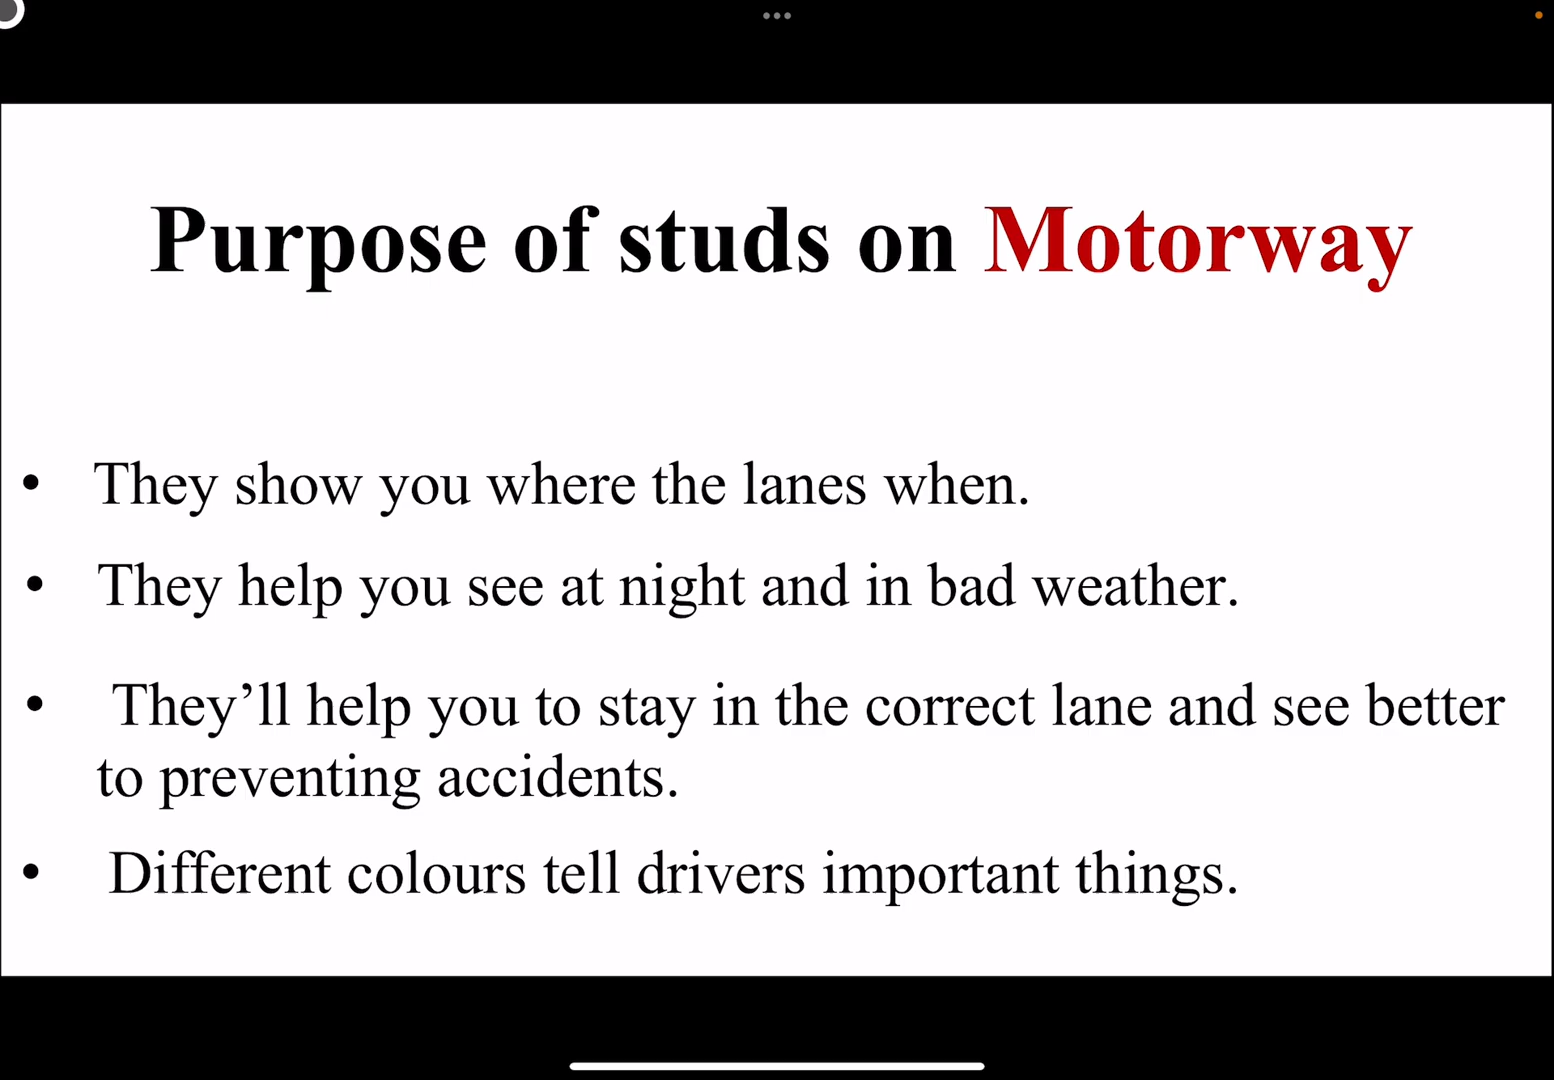 Purpose of studs on Motorway
• They show you where the lanes when.
• They help you see at night and in bad weather.
• They’ll help you to stay in the correct lane and see better
to preventing accidents.
• Different colours tell drivers important things.